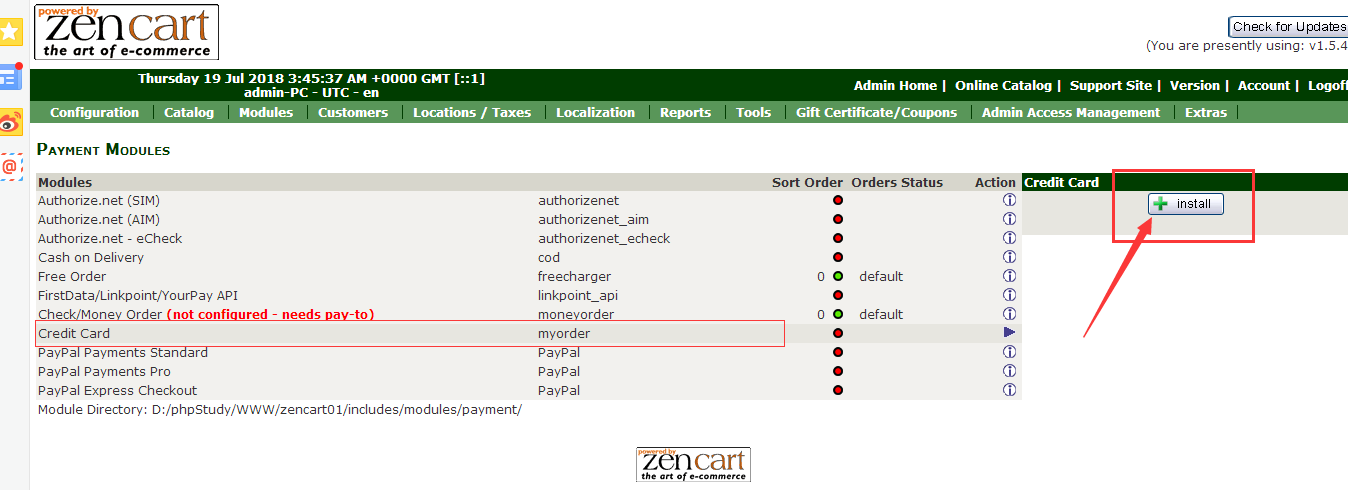 powered by
zen cart
the art of e-commerce
Check for Updates
(You are presently using: v1.5.4
Thursday 19 Jul 2018 3:45:37 AM +0000 GMT [::1]
admin-PC - UTC - en
Admin Home | Online Catalog | Support Site | Version | Account | Logoff
Configuration Catalog Modules Customers Locations / Taxes Localization Reports Tools Gift Certificate/Coupons Admin Access Management Extras
Payment Modules
Modules Sort Order Orders Status Action Credit Card
Authorize.net (SIM) authorizenet
install
Authorize.net (AIM) authorizenet_aim
Authorize.net - eCheck authorizenet_echeck
Cash on Delivery cod
Free Order freecharger 0 default
FirstData/Linkpoint/YourPay API linkpoint_api
Check/Money Order (not configured - needs pay-to) moneyorder 0 default
Credit Card myorder
PayPal Payments Standard PayPal
PayPal Payments Pro PayPal
PayPal Express Checkout PayPal
Module Directory: D:/phpStudy/WWW/zencart01/includes/modules/payment/
powered by
zen cart
the art of e-commerce